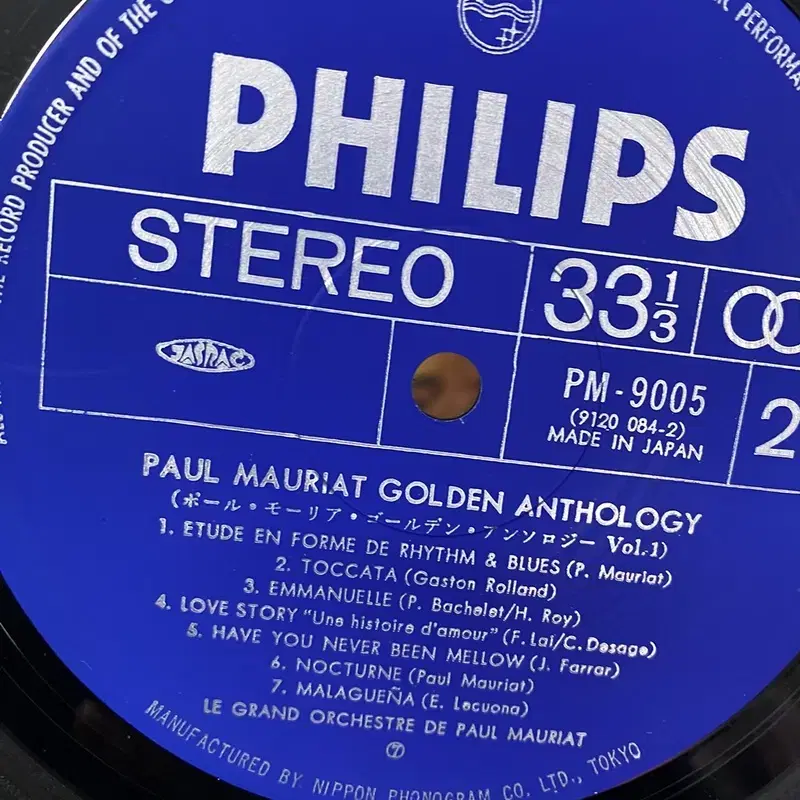 THE RECORD PRODUCER AND OF THE
PERFORMA
PHILIPS
STEREO
33 1/3
JASRAC
PM-9005
(9120 084-2)
MADE IN JAPAN
2
PAUL MAURIAT GOLDEN ANTHOLOGY
(ポール・モーリア・ゴールデン・アンソロジー Vol.1)
1. ETUDE EN FORME DE RHYTHM & BLUES (P. Mauriat)
2. TOCCATA (Gaston Rolland)
3. EMMANUELLE (P. Bachelet/H. Roy)
4. LOVE STORY "Une histoire d'amour" (F. Lai/C. Desage)
5. HAVE YOU NEVER BEEN MELLOW (J. Farrar)
6. NOCTURNE (Paul Mauriat)
7. MALAGUEÑA (E. Lecuona)
LE GRAND ORCHESTRE DE PAUL MAURIAT
⑦
MANUFACTURED BY NIPPON PHONOGRAM CO. LTD., TOKYO